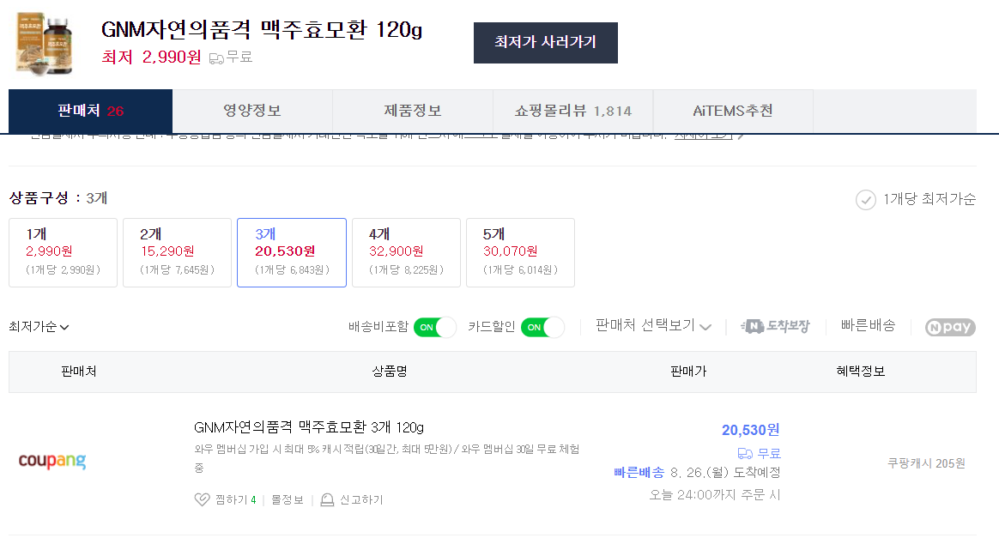 GNM자연의품격 맥주효모환 120g
최저 2,990원 무료
최저가 사러가기
판매처 26
영양정보
제품정보
쇼핑몰리뷰 1,814
AiTEMS추천
상품구성 : 3개
1개당 최저가순
1개
2,990원
(1개당 2,990원)
2개
15,290원
(1개당 7,645원)
3개
20,530원
(1개당 6,843원)
4개
32,900원
(1개당 8,225원)
5개
30,070원
(1개당 6,014원)
최저가순
배송비포함 ON
카드할인 ON
판매처 선택보기
N 도착보장
빠른배송
N pay
판매처
상품명
판매가
혜택정보
coupang
GNM자연의품격 맥주효모환 3개 120g
와우 멤버십 가입 시 최대 5% 캐시적립(30일간, 최대 5만원) / 와우 멤버십 30일 무료 체험
중
찜하기 4
몰정보
신고하기
20,530원
무료
빠른배송 8. 26.(월) 도착예정
오늘 24:00까지 주문 시
쿠팡캐시 205원